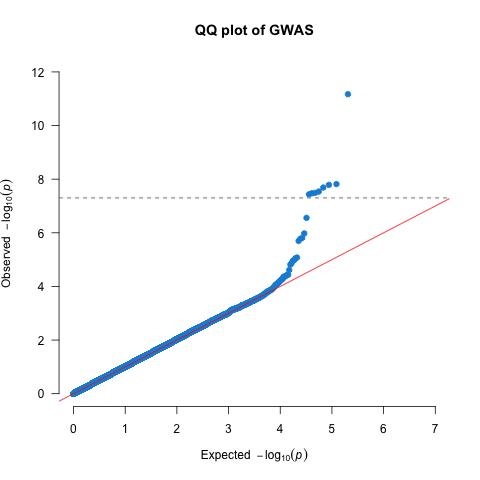 QQ plot of GWAS
12
10
8
6
4
2
0
Observed −log₁₀(p)
0 1 2 3 4 5 6 7
Expected −log₁₀(p)